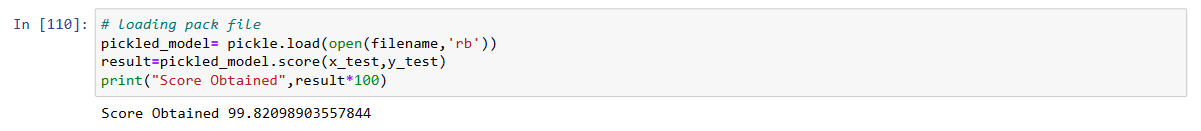 In [110]: # loading pack file
pickled_model= pickle.load(open(filename,'rb'))
result=pickled_model.score(x_test,y_test)
print("Score Obtained",result*100)
Score Obtained 99.82098903557844